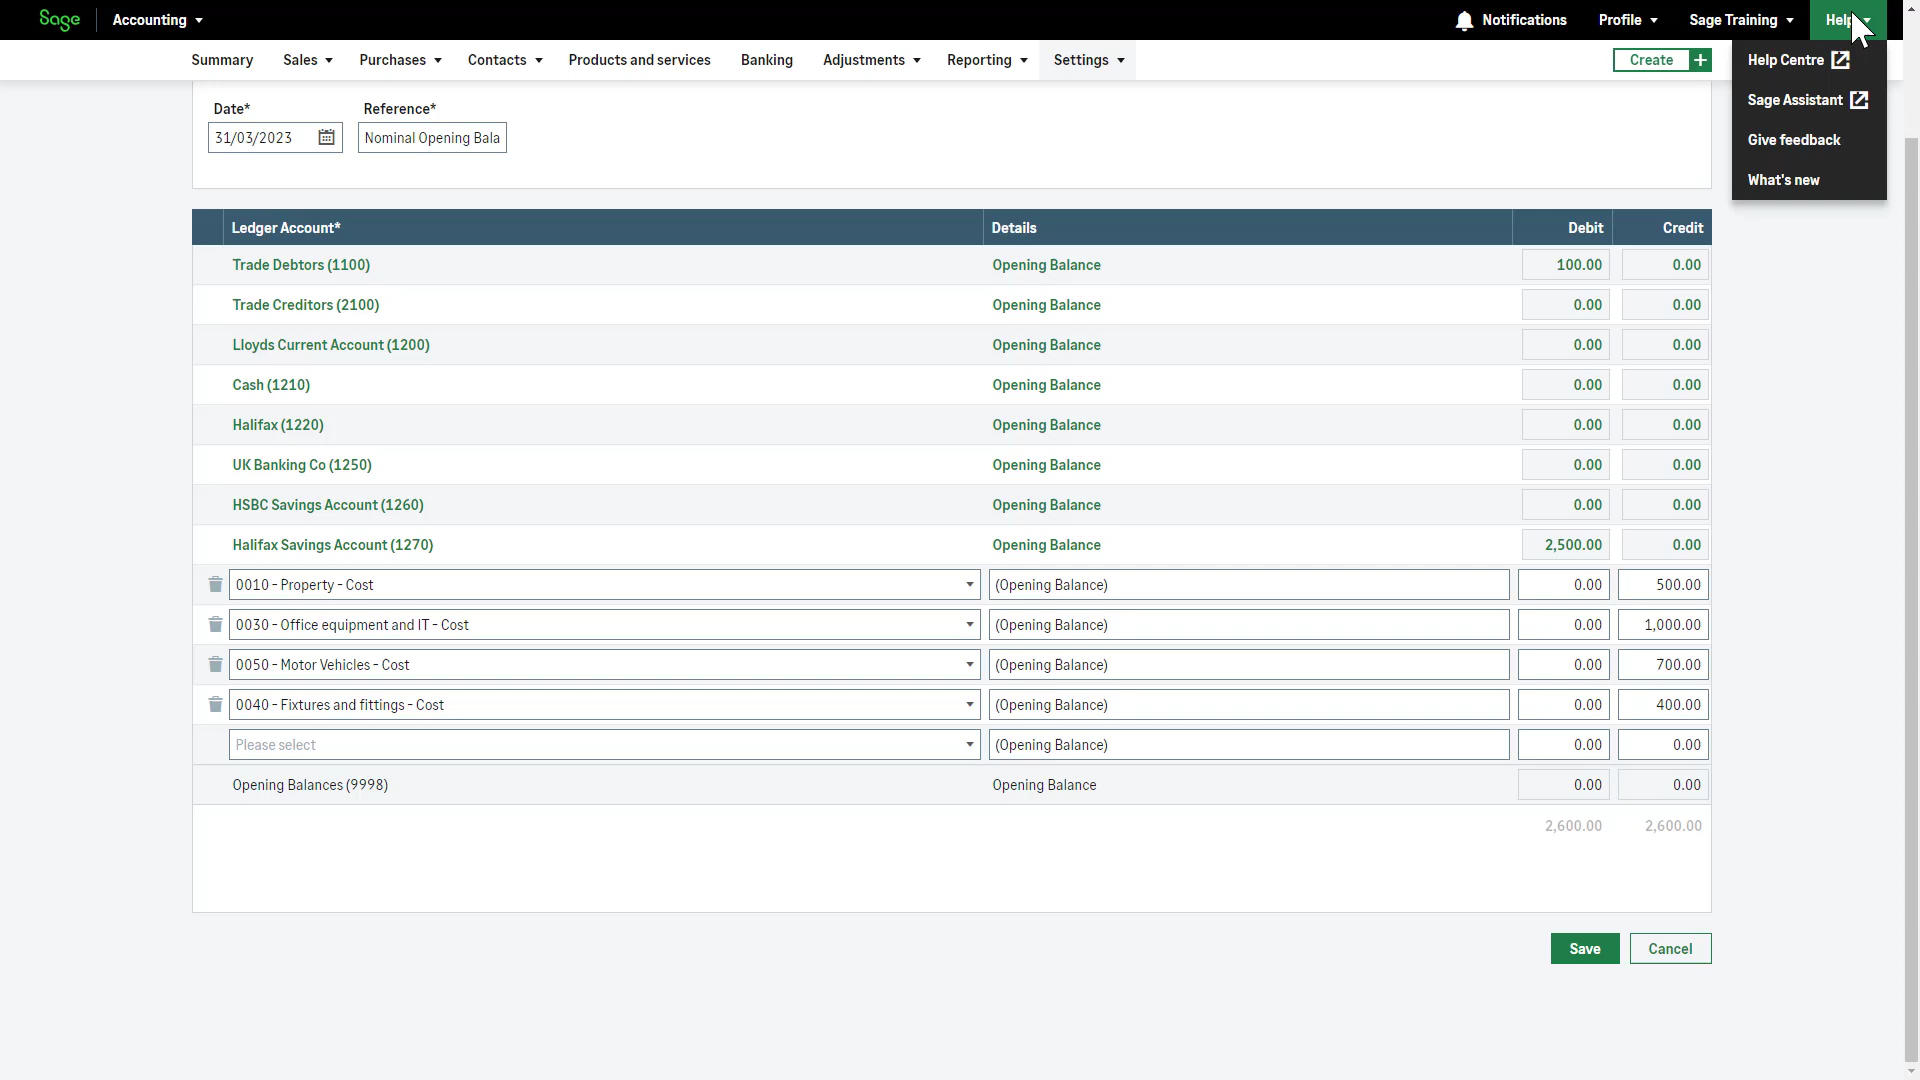 Sage Accounting Notifications Profile Sage Training Help
Summary Sales Purchases Contacts Products and services Banking Adjustments Reporting Settings Create +
Help Centre
Sage Assistant
Give feedback
What's new
Date* Reference*
31/03/2023 Nominal Opening Bala
Ledger Account* Details Debit Credit
Trade Debtors (1100) Opening Balance 100.00 0.00
Trade Creditors (2100) Opening Balance 0.00 0.00
Lloyds Current Account (1200) Opening Balance 0.00 0.00
Cash (1210) Opening Balance 0.00 0.00
Halifax (1220) Opening Balance 0.00 0.00
UK Banking Co (1250) Opening Balance 0.00 0.00
HSBC Savings Account (1260) Opening Balance 0.00 0.00
Halifax Savings Account (1270) Opening Balance 2,500.00 0.00
0010 - Property - Cost (Opening Balance) 0.00 500.00
0030 - Office equipment and IT - Cost (Opening Balance) 0.00 1,000.00
0050 - Motor Vehicles - Cost (Opening Balance) 0.00 700.00
0040 - Fixtures and fittings - Cost (Opening Balance) 0.00 400.00
Please select (Opening Balance) 0.00 0.00
Opening Balances (9998) Opening Balance 0.00 0.00
2,600.00 2,600.00
Save Cancel